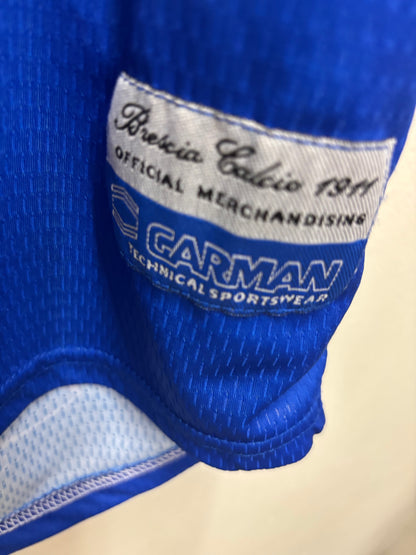 Brescia Calcio 1911
OFFICIAL MERCHANDISING
GARMAN
TECHNICAL SPORTSWEAR